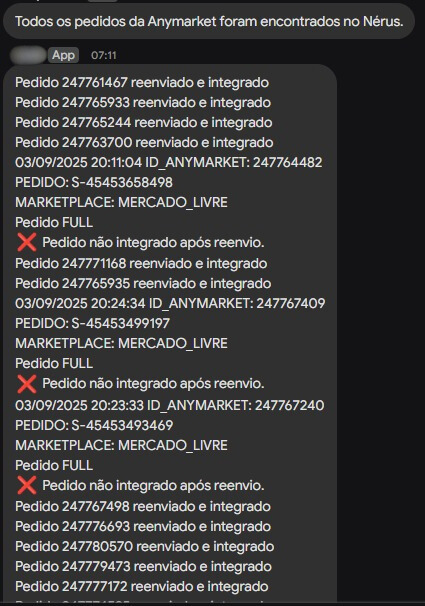 Todos os pedidos da Anymarket foram encontrados no Nérus.
App 07:11
Pedido 247761467 reenviado e integrado
Pedido 247765933 reenviado e integrado
Pedido 247765244 reenviado e integrado
Pedido 247763700 reenviado e integrado
03/09/2025 20:11:04 ID_ANYMARKET: 247764482
PEDIDO: S-45453658498
MARKETPLACE: MERCADO_LIVRE
Pedido FULL
❌ Pedido não integrado após reenvio.
Pedido 247771168 reenviado e integrado
Pedido 247765935 reenviado e integrado
03/09/2025 20:24:34 ID_ANYMARKET: 247767409
PEDIDO: S-45453499197
MARKETPLACE: MERCADO_LIVRE
Pedido FULL
❌ Pedido não integrado após reenvio.
03/09/2025 20:23:33 ID_ANYMARKET: 247767240
PEDIDO: S-45453493469
MARKETPLACE: MERCADO_LIVRE
Pedido FULL
❌ Pedido não integrado após reenvio.
Pedido 247767498 reenviado e integrado
Pedido 247776693 reenviado e integrado
Pedido 247780570 reenviado e integrado
Pedido 247779473 reenviado e integrado
Pedido 247777172 reenviado e integrado